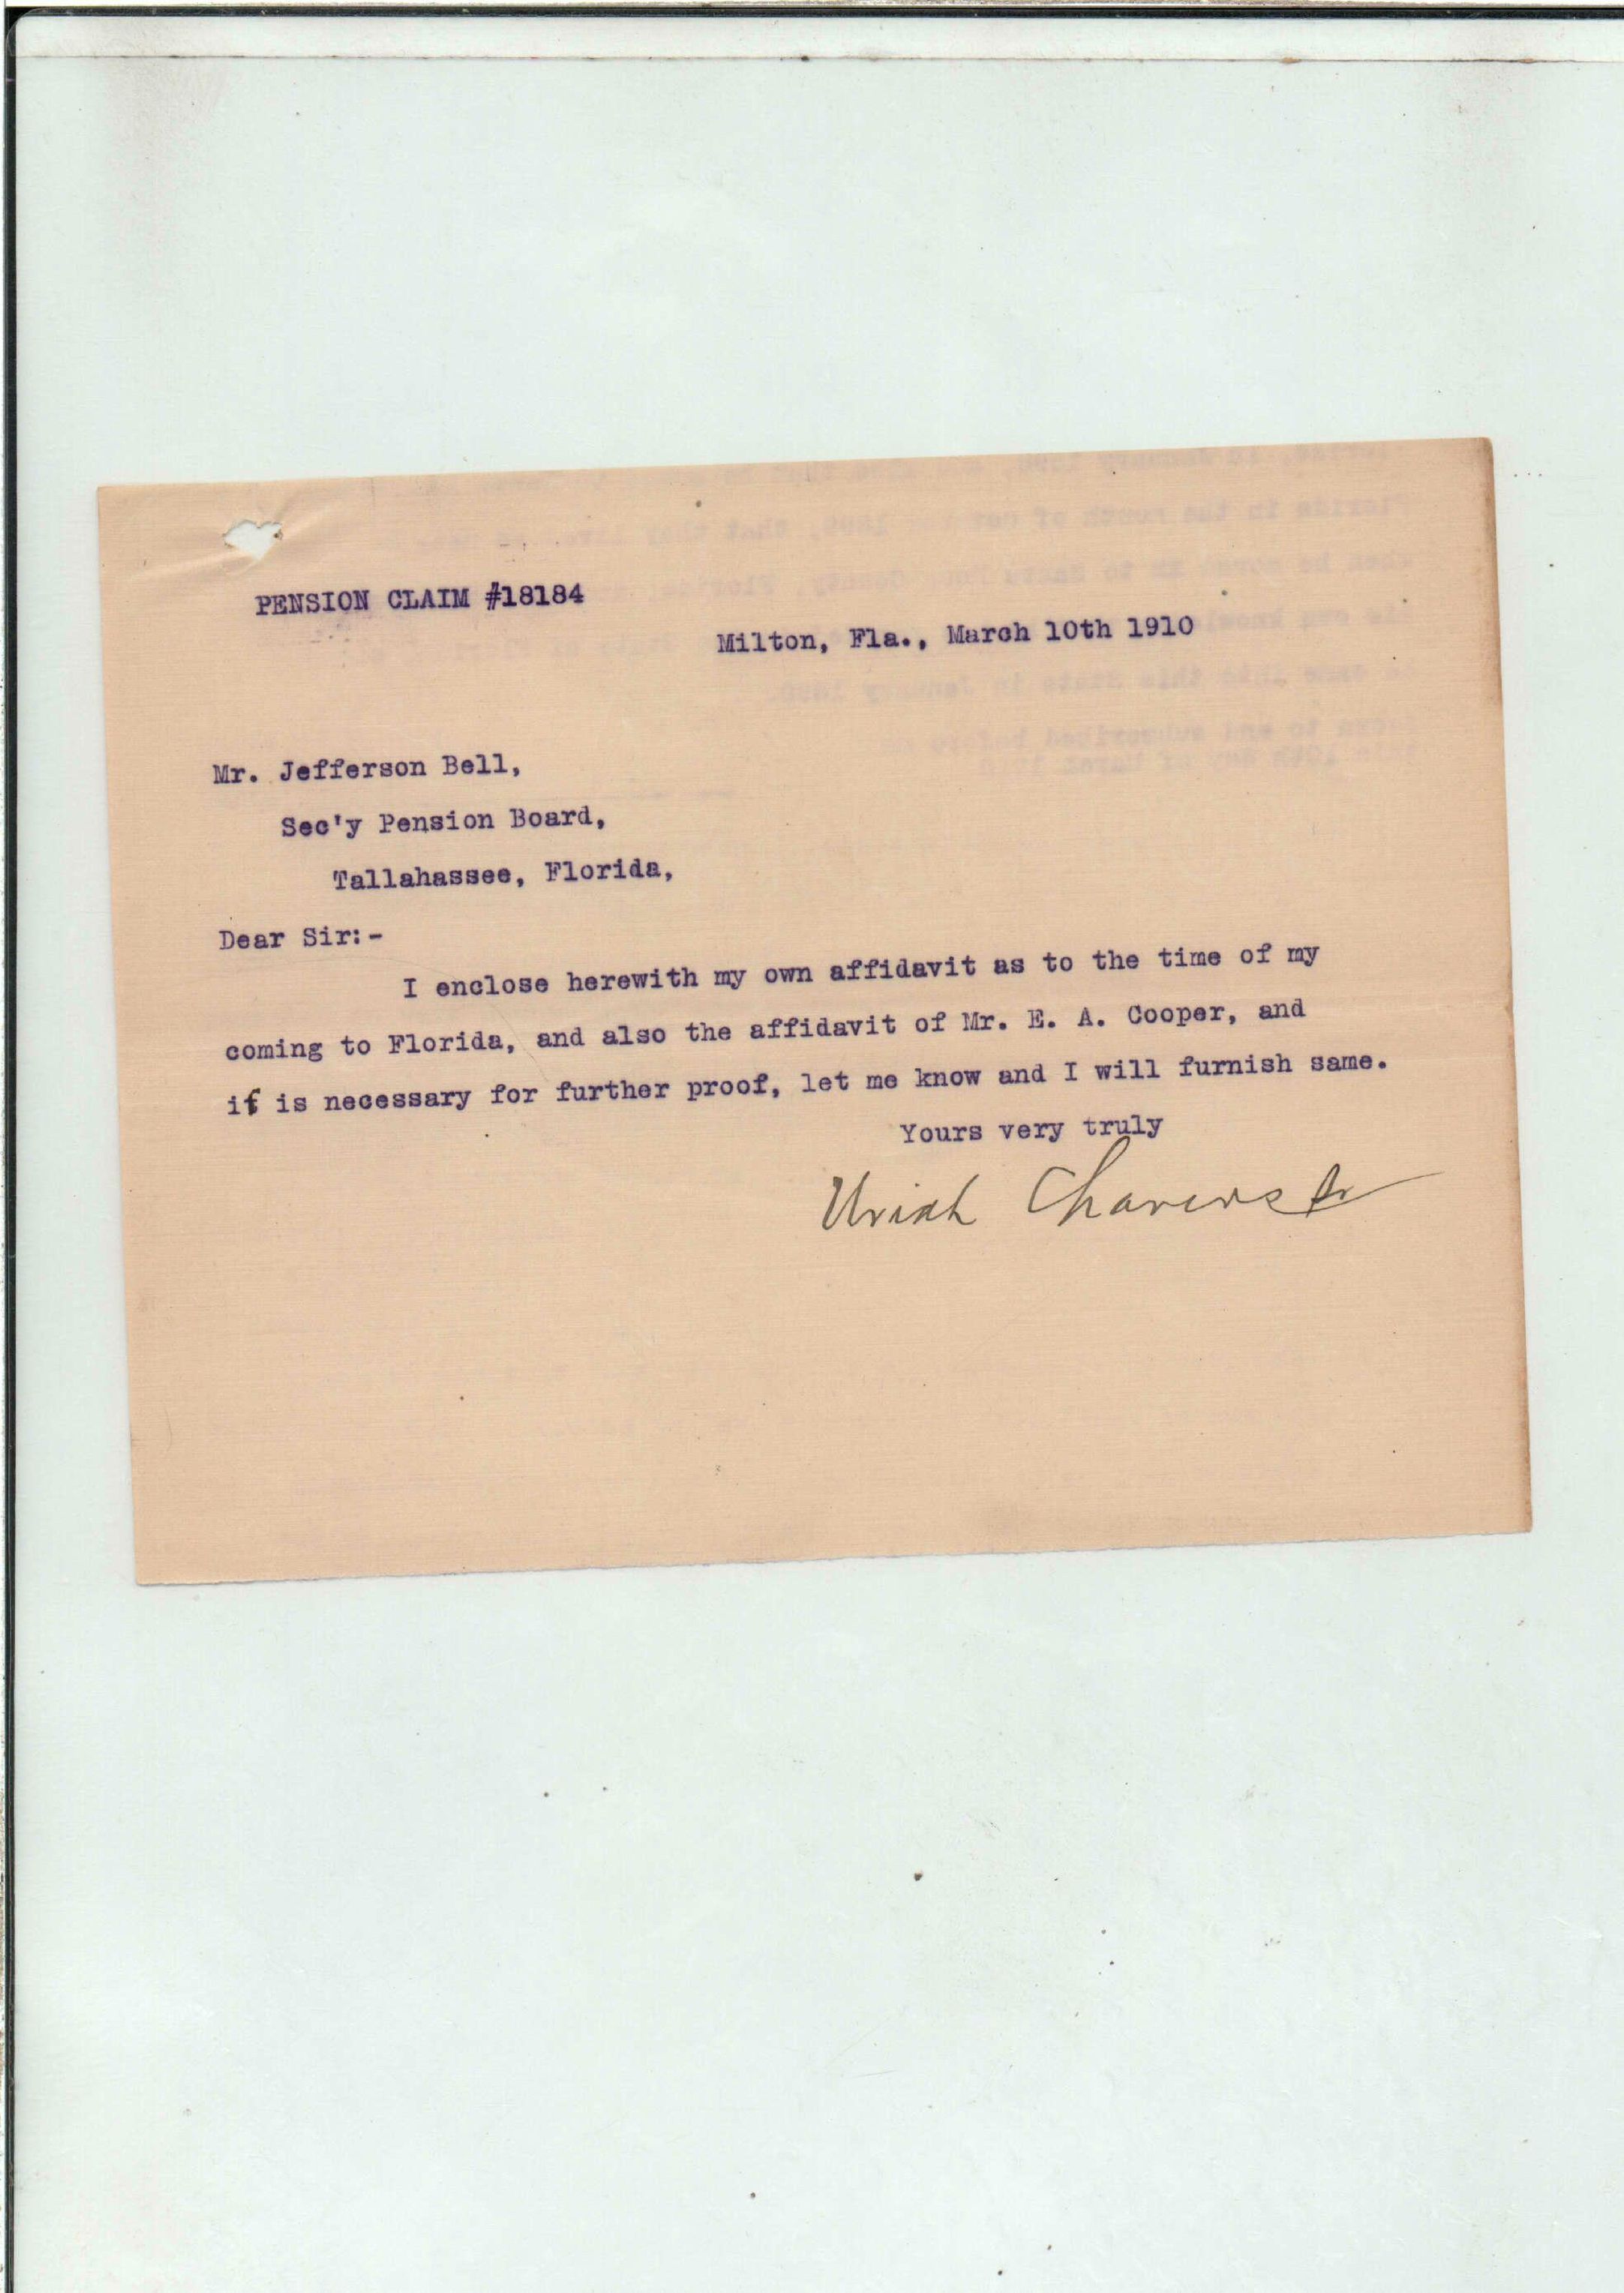 PENSION CLAIM #18184
Milton, Fla., March 10th 1910
Mr. Jefferson Bell,
Sec'y Pension Board,
Tallahassee, Florida,
Dear Sir:-
I enclose herewith my own affidavit as to the time of my
coming to Florida, and also the affidavit of Mr. E. A. Cooper, and
if is necessary for further proof, let me know and I will furnish same.
Yours very truly
Uriah Chavers